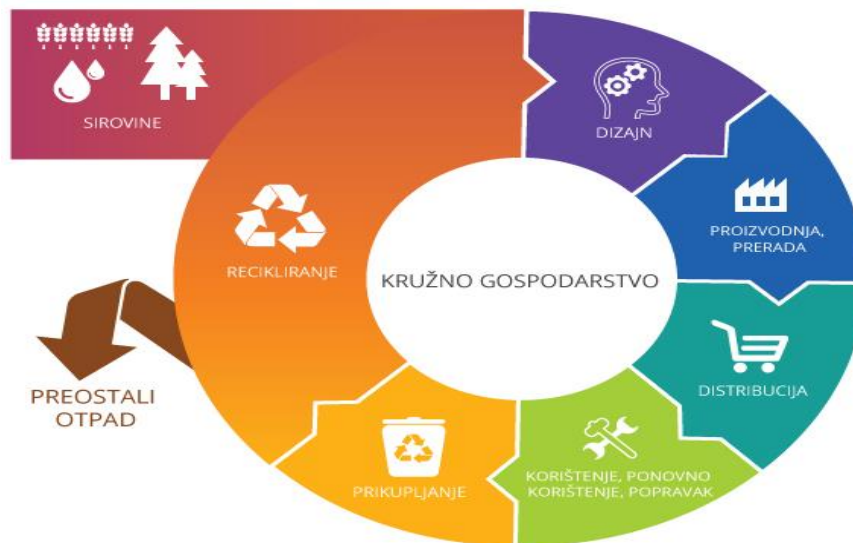 SIROVINE
DIZAJN
PROIZVODNJA,
PRERADA
DISTRIBUCIJA
KORIŠTENJE, PONOVNO
KORIŠTENJE, POPRAVAK
PRIKUPLJANJE
RECIKLIRANJE
KRUŽNO GOSPODARSTVO
PREOSTALI
OTPAD